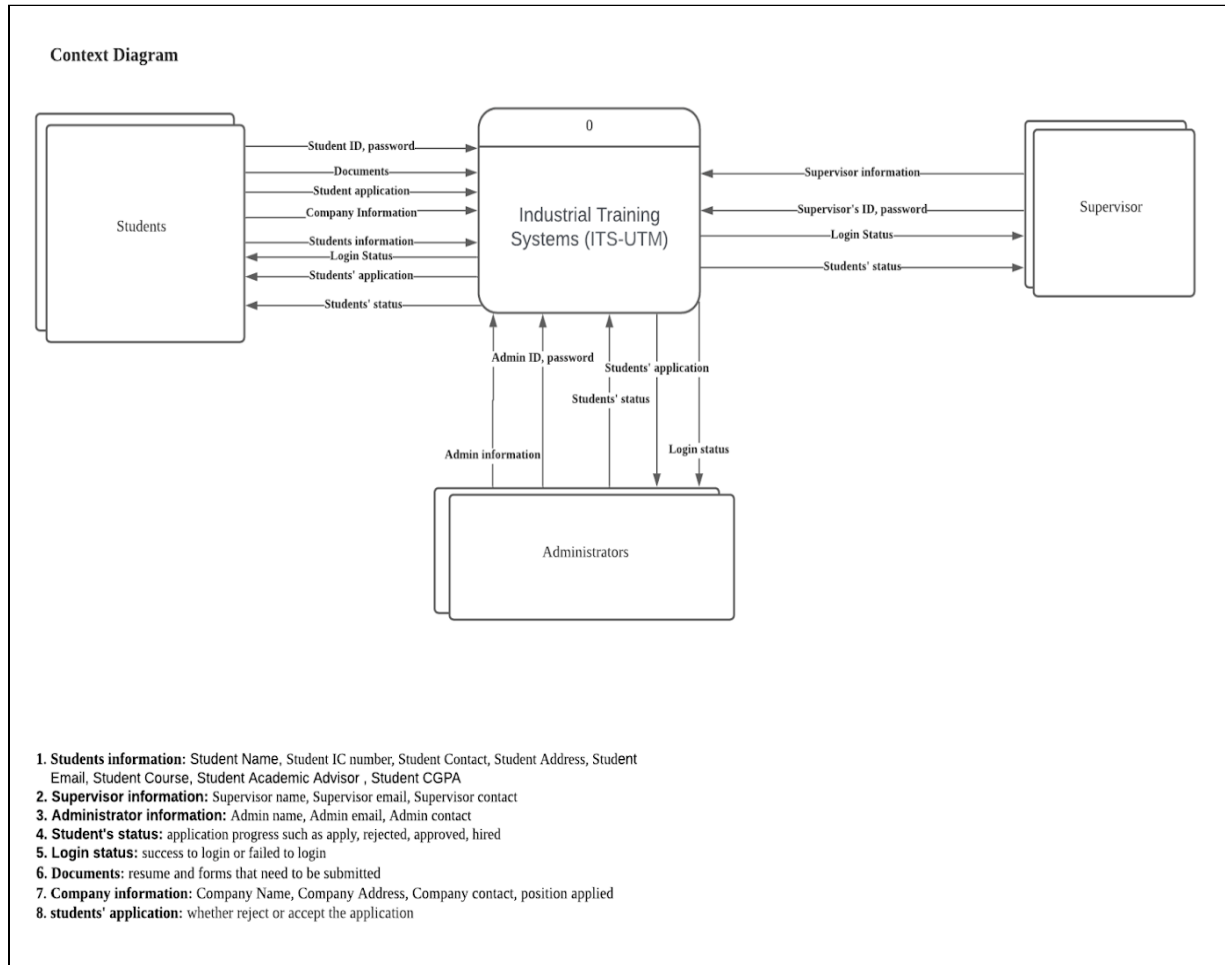 Context Diagram
0
Student ID, password
Documents
Student application
Company Information
Students information
Login Status
Students' application
Students' status
Students
Industrial Training
Systems (ITS-UTM)
Supervisor information
Supervisor's ID, password
Login Status
Students' status
Supervisor
Admin ID, password
Students' application
Students' status
Admin information
Login status
Administrators
1. Students information: Student Name, Student IC number, Student Contact, Student Address, Student
Email, Student Course, Student Academic Advisor , Student CGPA
2. Supervisor information: Supervisor name, Supervisor email, Supervisor contact
3. Administrator information: Admin name, Admin email, Admin contact
4. Student's status: application progress such as apply, rejected, approved, hired
5. Login status: success to login or failed to login
6. Documents: resume and forms that need to be submitted
7. Company information: Company Name, Company Address, Company contact, position applied
8. students' application: whether reject or accept the application